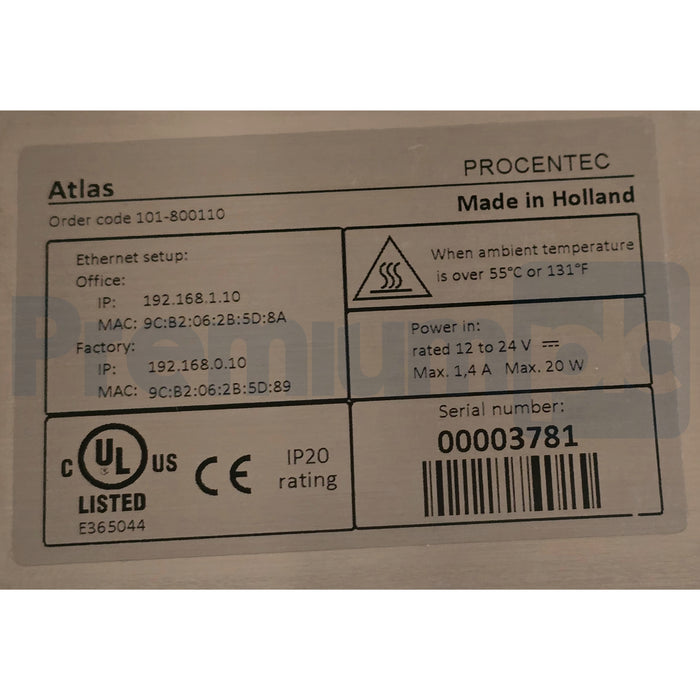 Atlas
PROCENTEC
Order code 101-800110
Made in Holland
Ethernet setup:
Office:
IP: 192.168.1.10
MAC: 9C:B2:06:2B:5D:8A
Factory:
IP: 192.168.0.10
MAC: 9C:B2:06:2B:5D:89
When ambient temperature
is over 55°C or 131°F
Power in:
rated 12 to 24 V ⎓
Max. 1,4 A Max. 20 W
C UL US
LISTED
E365044
CE
IP20
rating
Serial number:
00003781
Premium